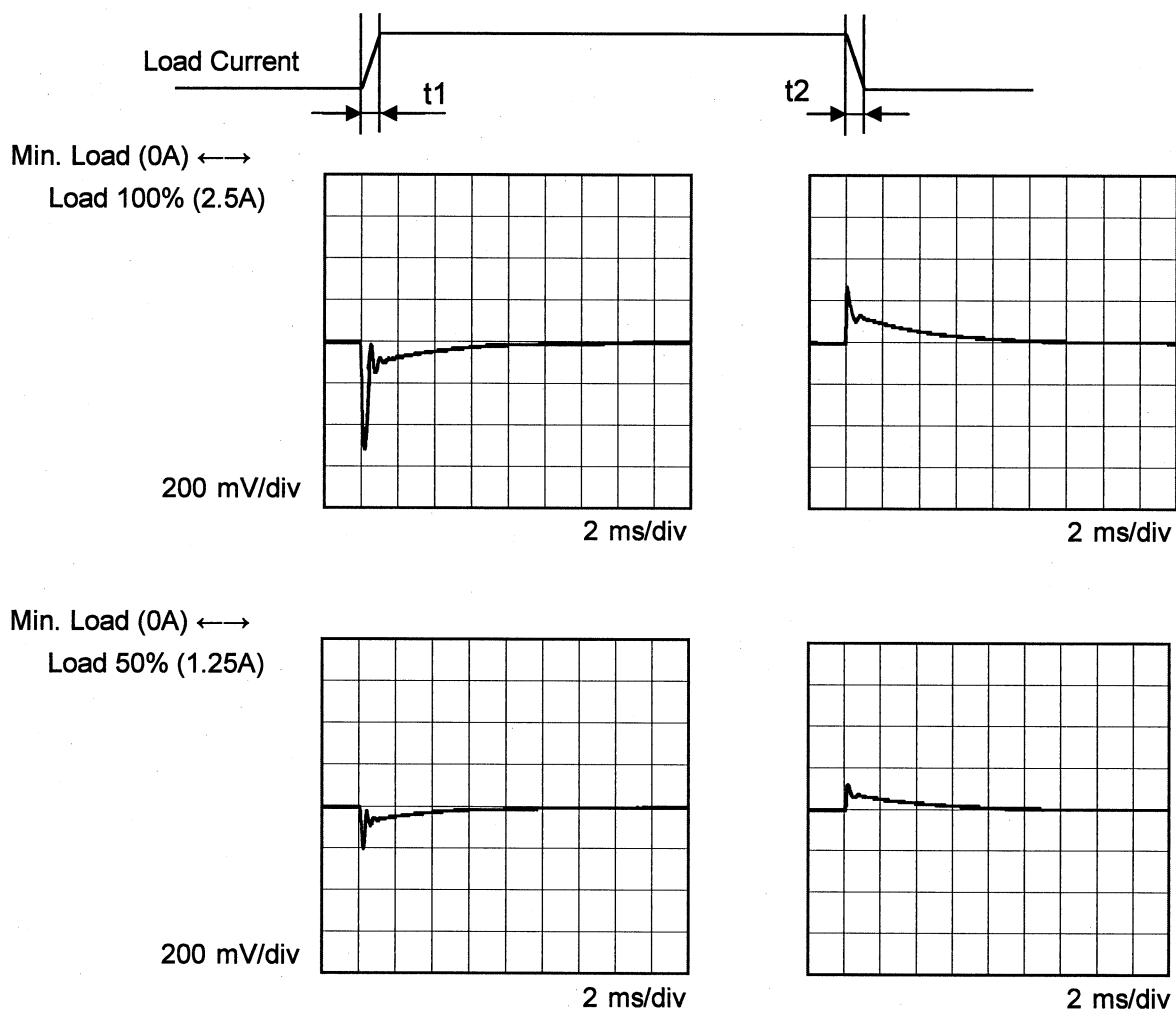 Load Current
t1
t2
Min. Load (0A) ←→
Load 100% (2.5A)
200 mV/div
2 ms/div
2 ms/div
Min. Load (0A) ←→
Load 50% (1.25A)
200 mV/div
2 ms/div
2 ms/div